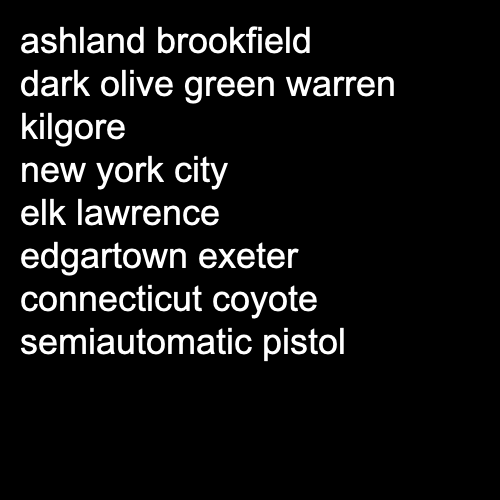 ashland brookfield
dark olive green warren
kilgore
new york city
elk lawrence
edgartown exeter
connecticut coyote
semiautomatic pistol